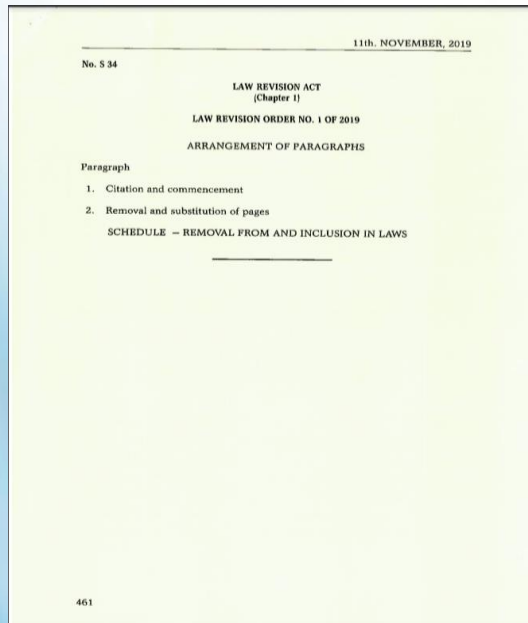 11th. NOVEMBER, 2019
No. S 34
LAW REVISION ACT
(Chapter 1)
LAW REVISION ORDER NO. 1 OF 2019
ARRANGEMENT OF PARAGRAPHS
Paragraph
1. Citation and commencement
2. Removal and substitution of pages
SCHEDULE – REMOVAL FROM AND INCLUSION IN LAWS
461